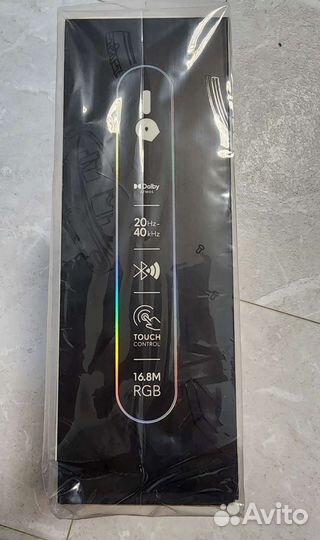 Dolby
ATMOS
20Hz-
40kHz
TOUCH
CONTROL
16.8M
RGB
Avito